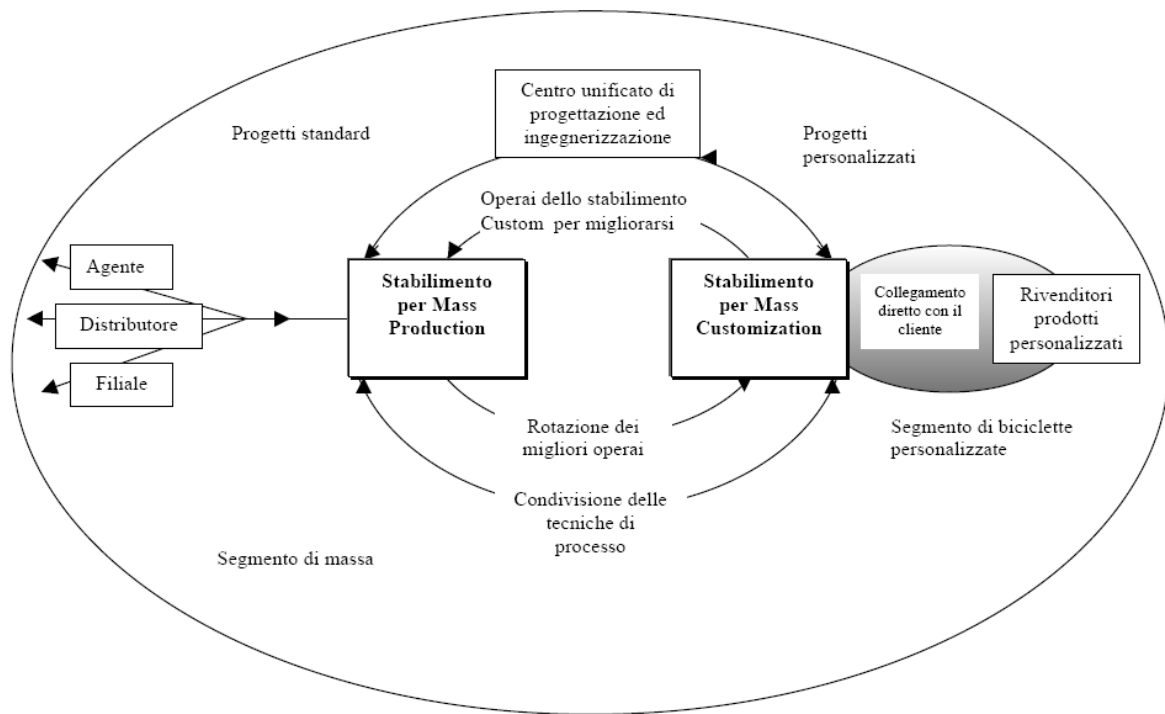 Centro unificato di
progettazione ed
ingegnerizzazione
Progetti standard
Progetti
personalizzati
Operai dello stabilimento
Custom per migliorarsi
Agente
Distributore
Filiale
Stabilimento
per Mass
Production
Stabilimento
per Mass
Customization
Collegamento
diretto con il
cliente
Rivenditori
prodotti
personalizzati
Rotazione dei
migliori operai
Segmento di biciclette
personalizzate
Condivisione delle
tecniche di
processo
Segmento di massa